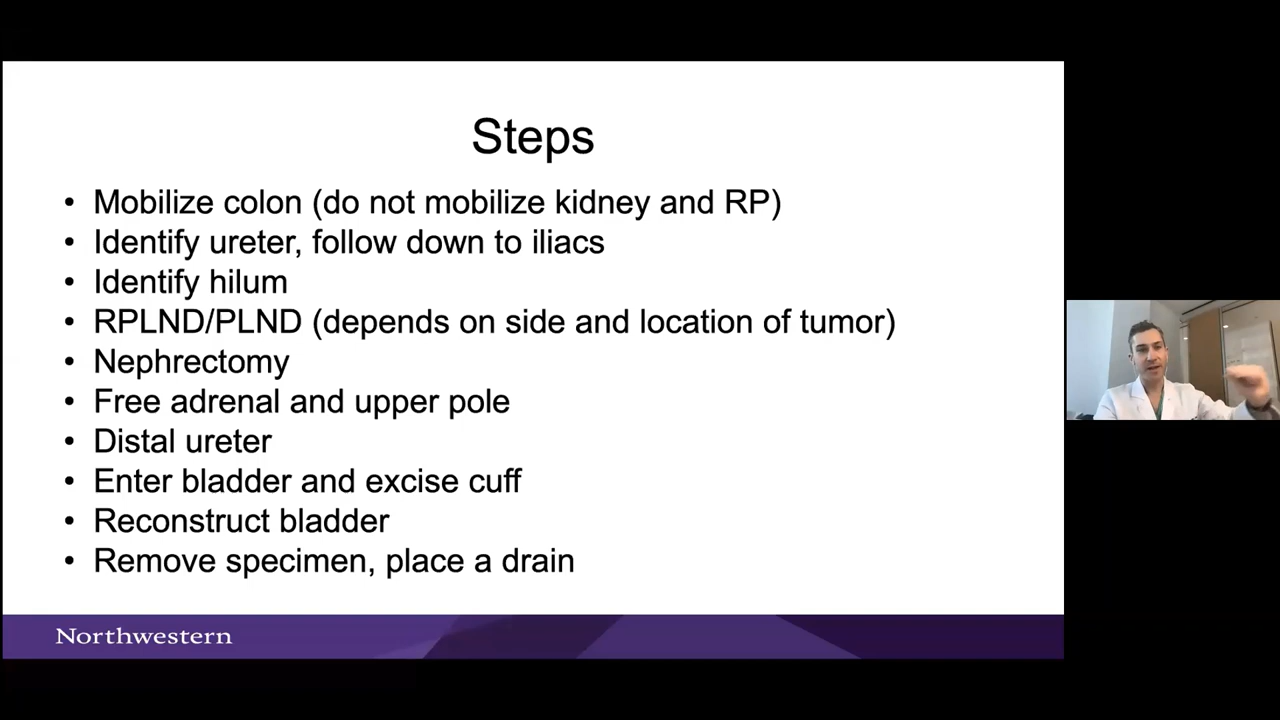 Steps
• Mobilize colon (do not mobilize kidney and RP)
• Identify ureter, follow down to iliacs
• Identify hilum
• RPLND/PLND (depends on side and location of tumor)
• Nephrectomy
• Free adrenal and upper pole
• Distal ureter
• Enter bladder and excise cuff
• Reconstruct bladder
• Remove specimen, place a drain
Northwestern